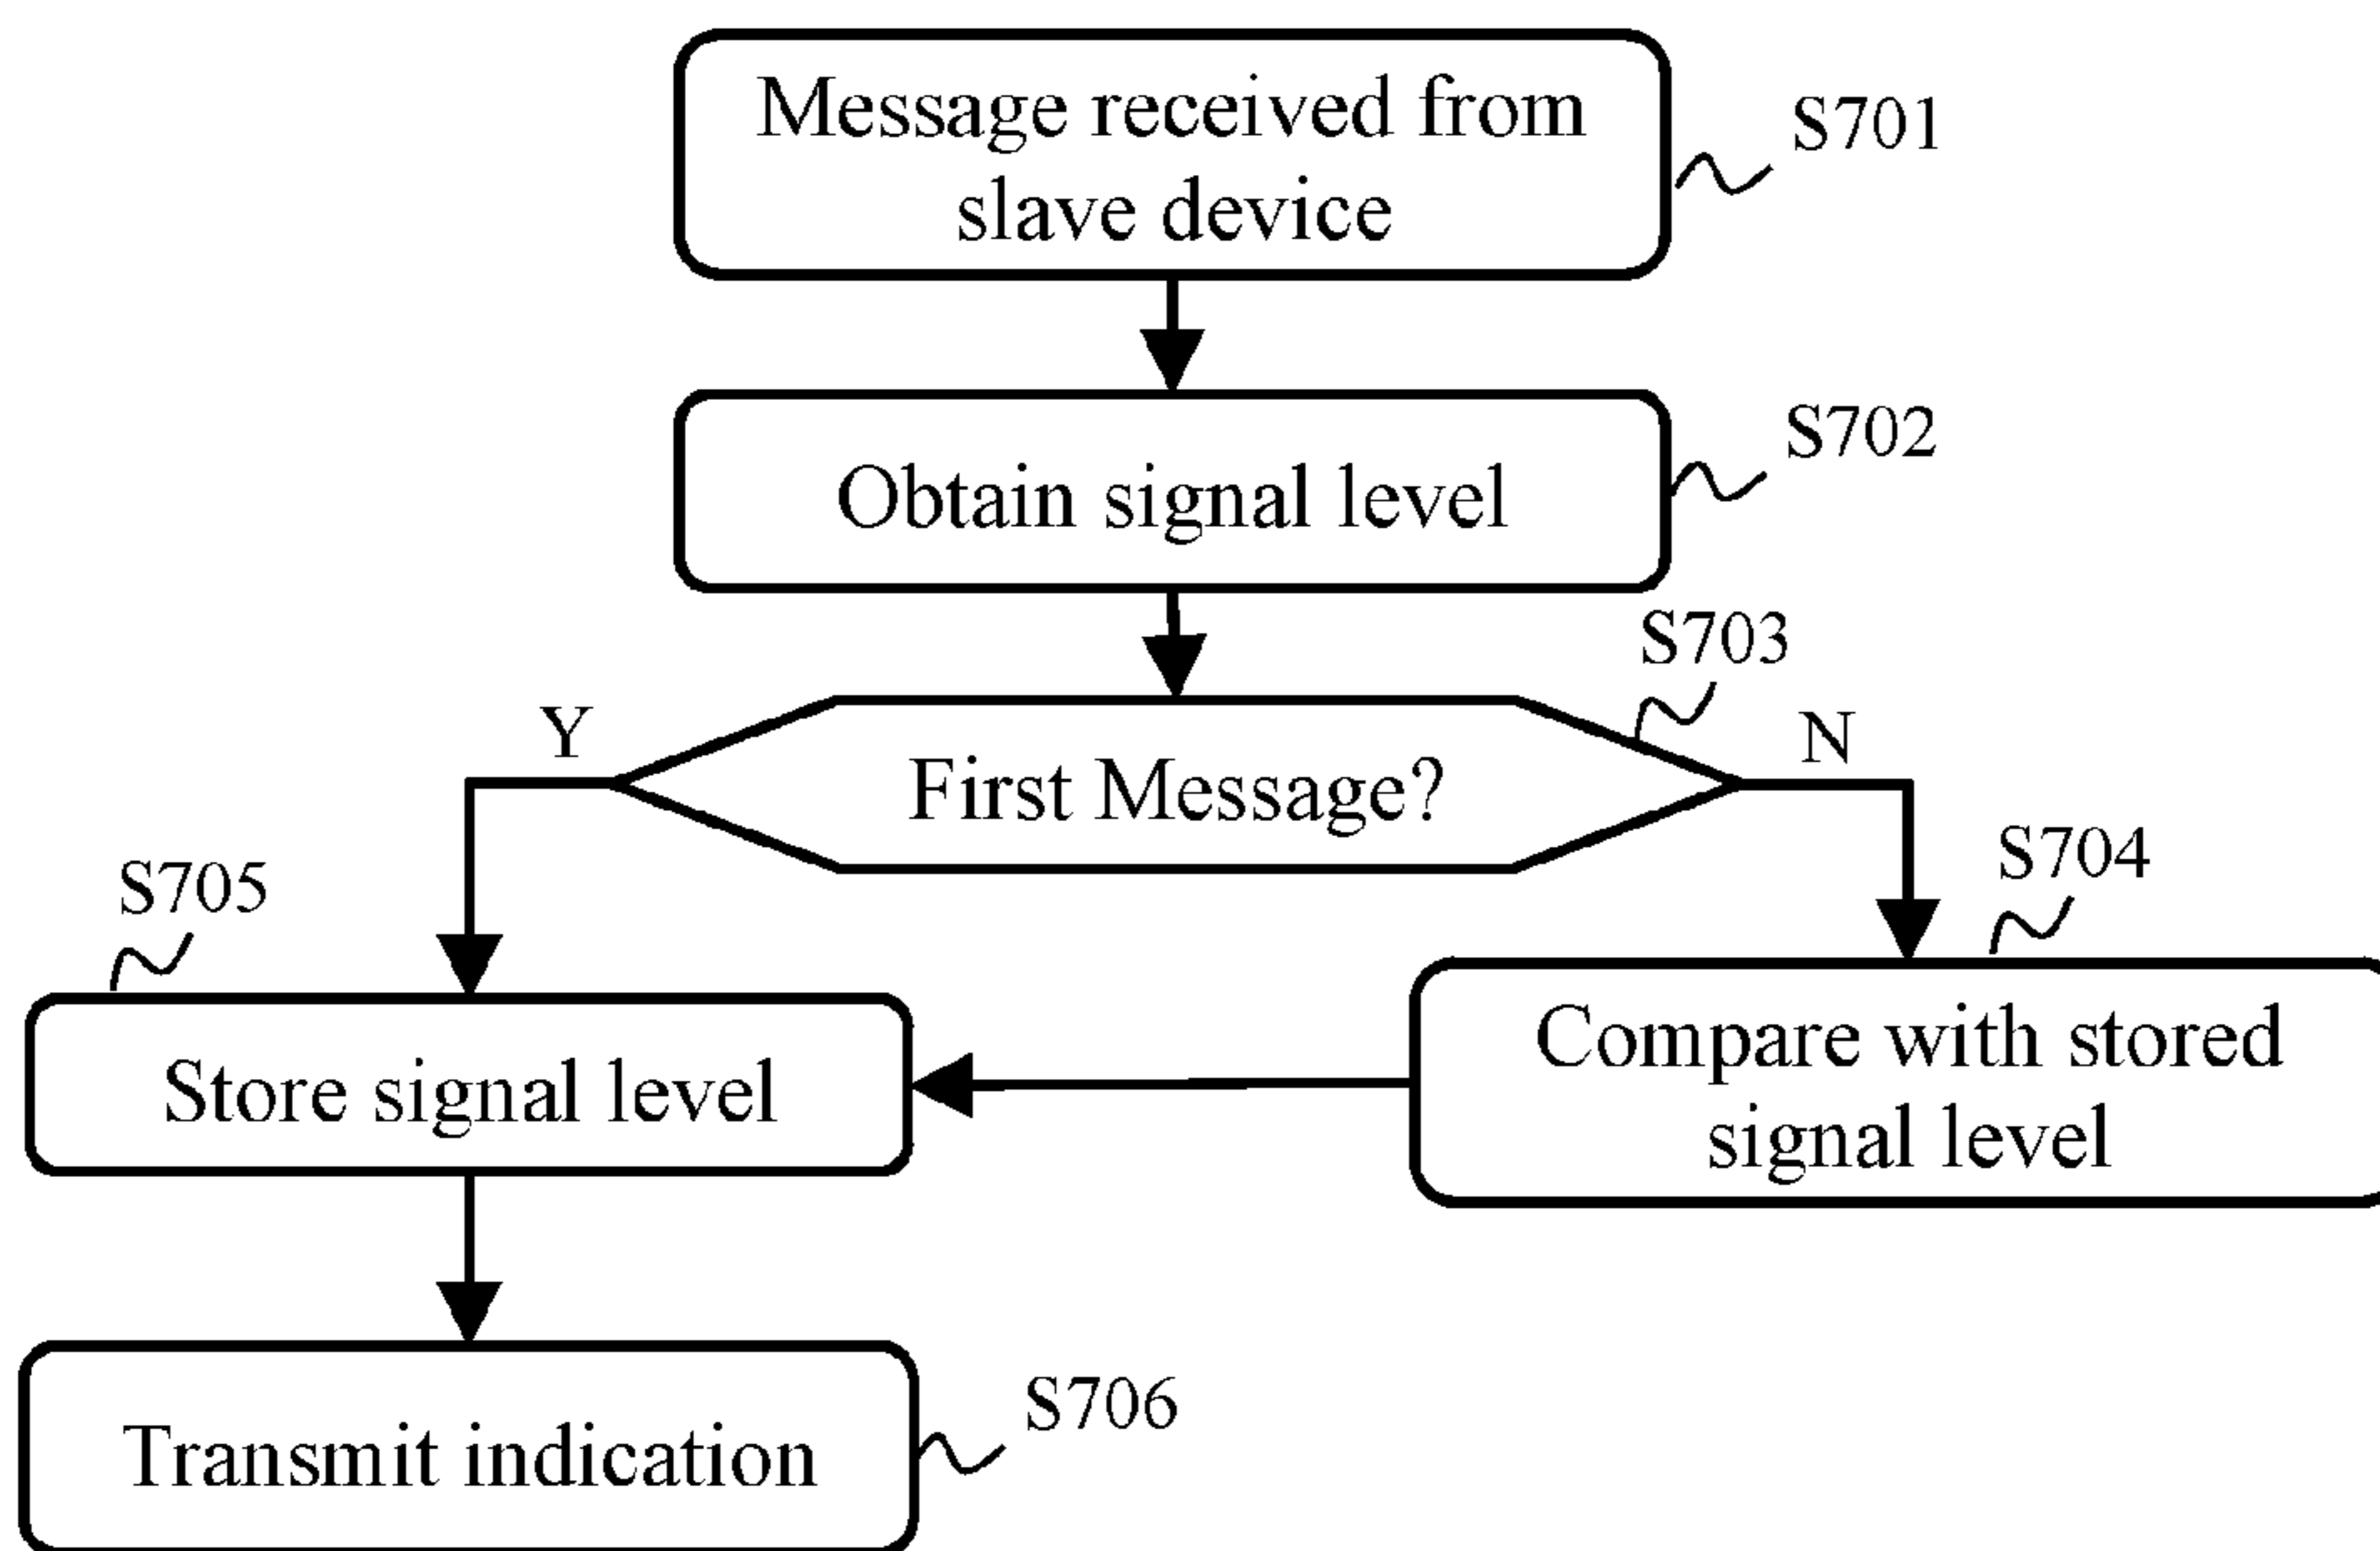 Message received from
slave device
S701
Obtain signal level
S702
S703
Y
First Message?
N
S705
S704
Store signal level
Compare with stored
signal level
Transmit indication
S706